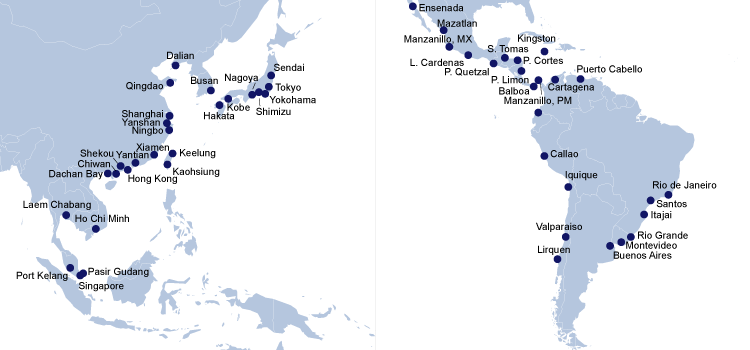 Dalian
Qingdao
Busan
Nagoya
Sendai
Tokyo
Yokohama
Shimizu
Kobe
Hakata
Shanghai
Yanshan
Ningbo
Xiamen
Keelung
Kaohsiung
Shekou
Yantian
Chiwan
Dachan Bay
Hong Kong
Laem Chabang
Ho Chi Minh
Port Kelang
Pasir Gudang
Singapore
Ensenada
Mazatlan
Manzanillo, MX
Kingston
S. Tomas
P. Cortes
L. Cardenas
P. Quetzal
Puerto Cabello
P. Limon
Cartagena
Balboa
Manzanillo, PM
Callao
Iquique
Rio de Janeiro
Santos
Itajai
Valparaiso
Rio Grande
Montevideo
Lirquen
Buenos Aires